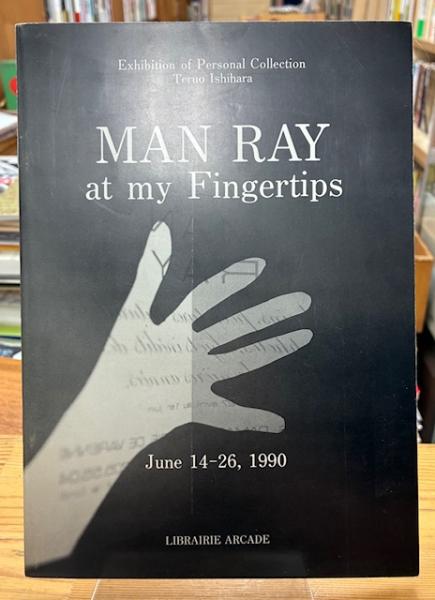 Exhibition of Personal Collection
Teruo Ishihara
MAN RAY
at my Fingertips
June 14-26, 1990
LIBRAIRIE ARCADE